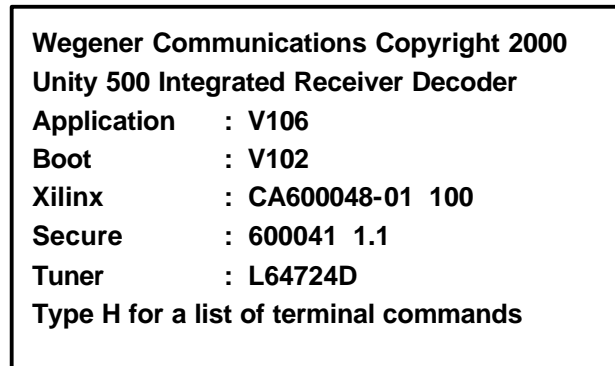 Wegener Communications Copyright 2000
Unity 500 Integrated Receiver Decoder
Application : V106
Boot : V102
Xilinx : CA600048-01 100
Secure : 600041 1.1
Tuner : L64724D
Type H for a list of terminal commands